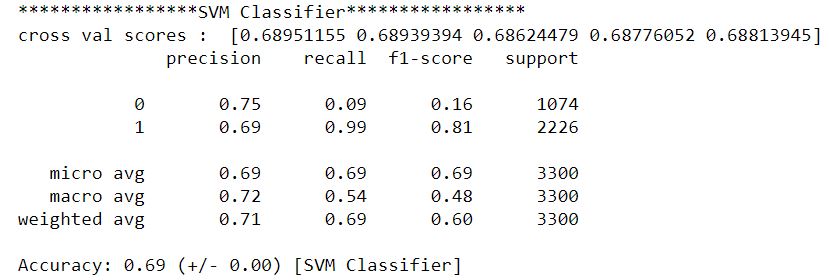 *****************SVM Classifier*****************
cross val scores :  [0.68951155 0.68939394 0.68624479 0.68776052 0.68813945]
              precision    recall  f1-score   support
           0       0.75      0.09      0.16      1074
           1       0.69      0.99      0.81      2226
   micro avg       0.69      0.69      0.69      3300
   macro avg       0.72      0.54      0.48      3300
weighted avg       0.71      0.69      0.60      3300
Accuracy: 0.69 (+/- 0.00) [SVM Classifier]